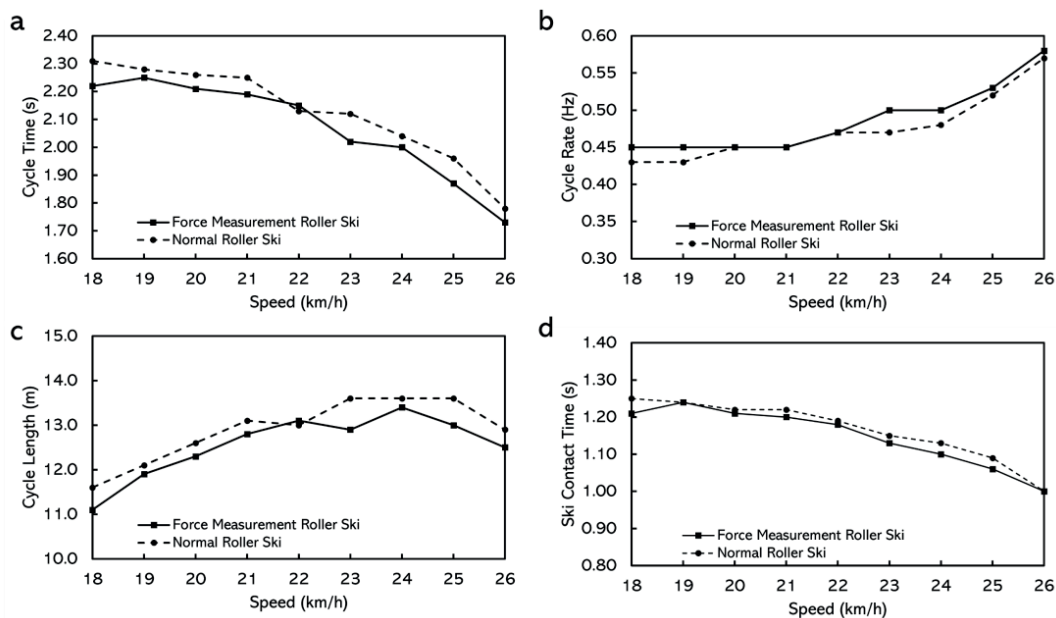 a
Cycle Time (s)
2.40
2.30
2.20
2.10
2.00
1.90
1.80
1.70
1.60
Force Measurement Roller Ski
Normal Roller Ski
18 19 20 21 22 23 24 25 26
Speed (km/h)
b
Cycle Rate (Hz)
0.60
0.55
0.50
0.45
0.40
0.35
0.30
Force Measurement Roller Ski
Normal Roller Ski
18 19 20 21 22 23 24 25 26
Speed (km/h)
c
Cycle Length (m)
15.0
14.0
13.0
12.0
11.0
10.0
Force Measurement Roller Ski
Normal Roller Ski
18 19 20 21 22 23 24 25 26
Speed (km/h)
d
Ski Contact Time (s)
1.40
1.30
1.20
1.10
1.00
0.90
0.80
Force Measurement Roller Ski
Normal Roller Ski
18 19 20 21 22 23 24 25 26
Speed (km/h)